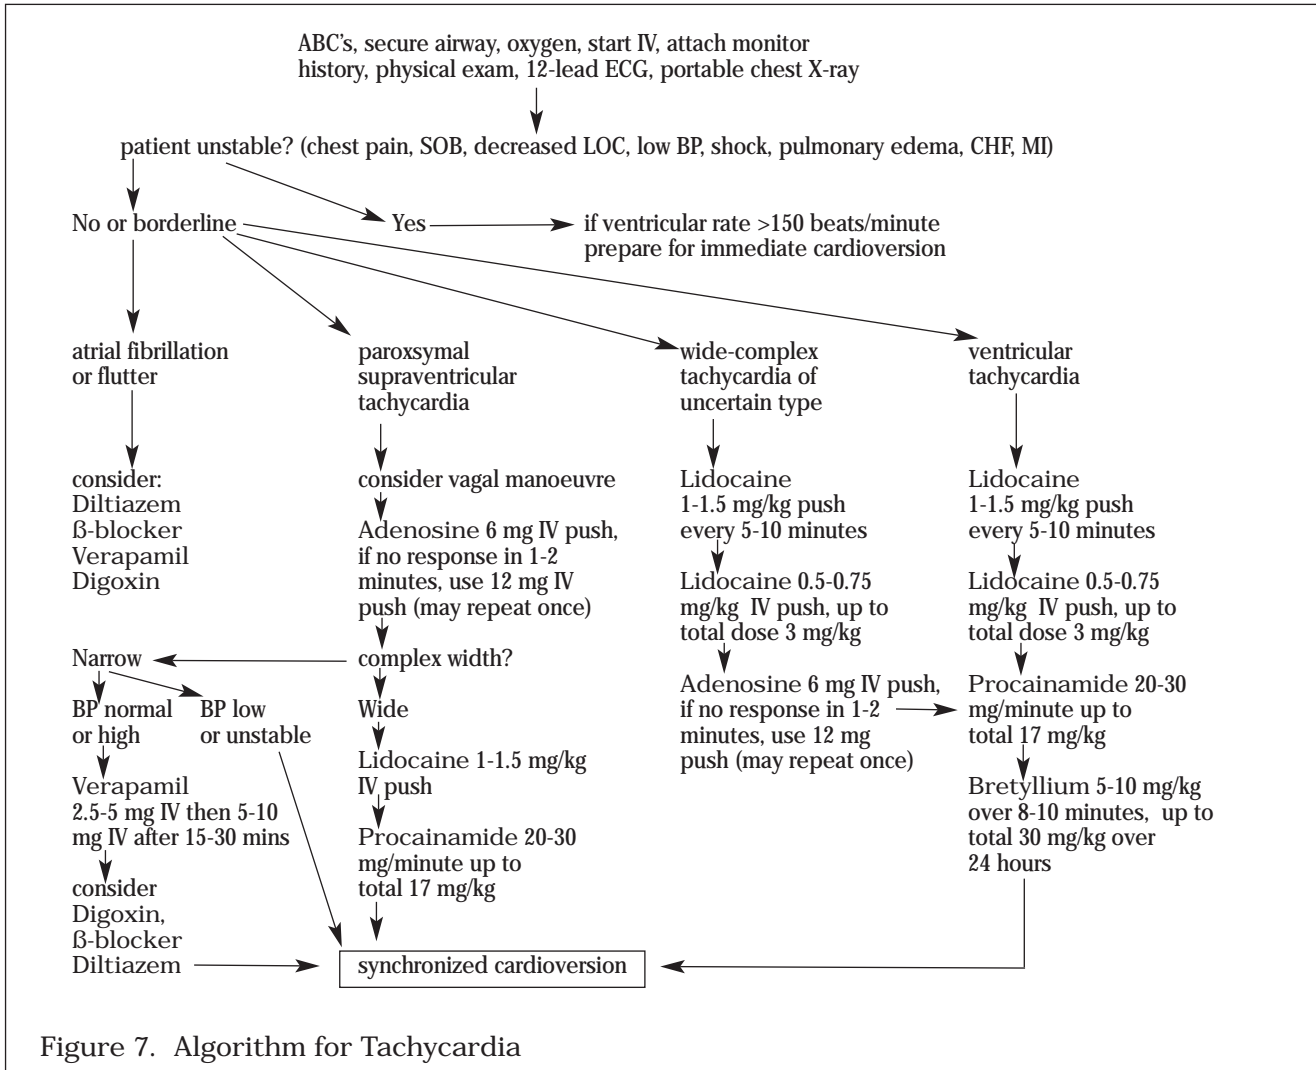 ABC's, secure airway, oxygen, start IV, attach monitor
history, physical exam, 12-lead ECG, portable chest X-ray
patient unstable? (chest pain, SOB, decreased LOC, low BP, shock, pulmonary edema, CHF, MI)
No or borderline
Yes
if ventricular rate >150 beats/minute
prepare for immediate cardioversion
atrial fibrillation
or flutter
consider:
Diltiazem
ß-blocker
Verapamil
Digoxin
paroxsymal
supraventricular
tachycardia
consider vagal manoeuvre
Adenosine 6 mg IV push,
if no response in 1-2
minutes, use 12 mg IV
push (may repeat once)
complex width?
Narrow
BP normal
or high
Verapamil
2.5-5 mg IV then 5-10
mg IV after 15-30 mins
consider
Digoxin,
ß-blocker
Diltiazem
BP low
or unstable
Wide
Lidocaine 1-1.5 mg/kg
IV push
Procainamide 20-30
mg/minute up to
total 17 mg/kg
synchronized cardioversion
wide-complex
tachycardia of
uncertain type
Lidocaine
1-1.5 mg/kg push
every 5-10 minutes
Lidocaine 0.5-0.75
mg/kg IV push, up to
total dose 3 mg/kg
Adenosine 6 mg IV push,
if no response in 1-2
minutes, use 12 mg
push (may repeat once)
ventricular
tachycardia
Lidocaine
1-1.5 mg/kg push
every 5-10 minutes
Lidocaine 0.5-0.75
mg/kg IV push, up to
total dose 3 mg/kg
Procainamide 20-30
mg/minute up to
total 17 mg/kg
Bretyllium 5-10 mg/kg
over 8-10 minutes, up to
total 30 mg/kg over
24 hours
Figure 7. Algorithm for Tachycardia